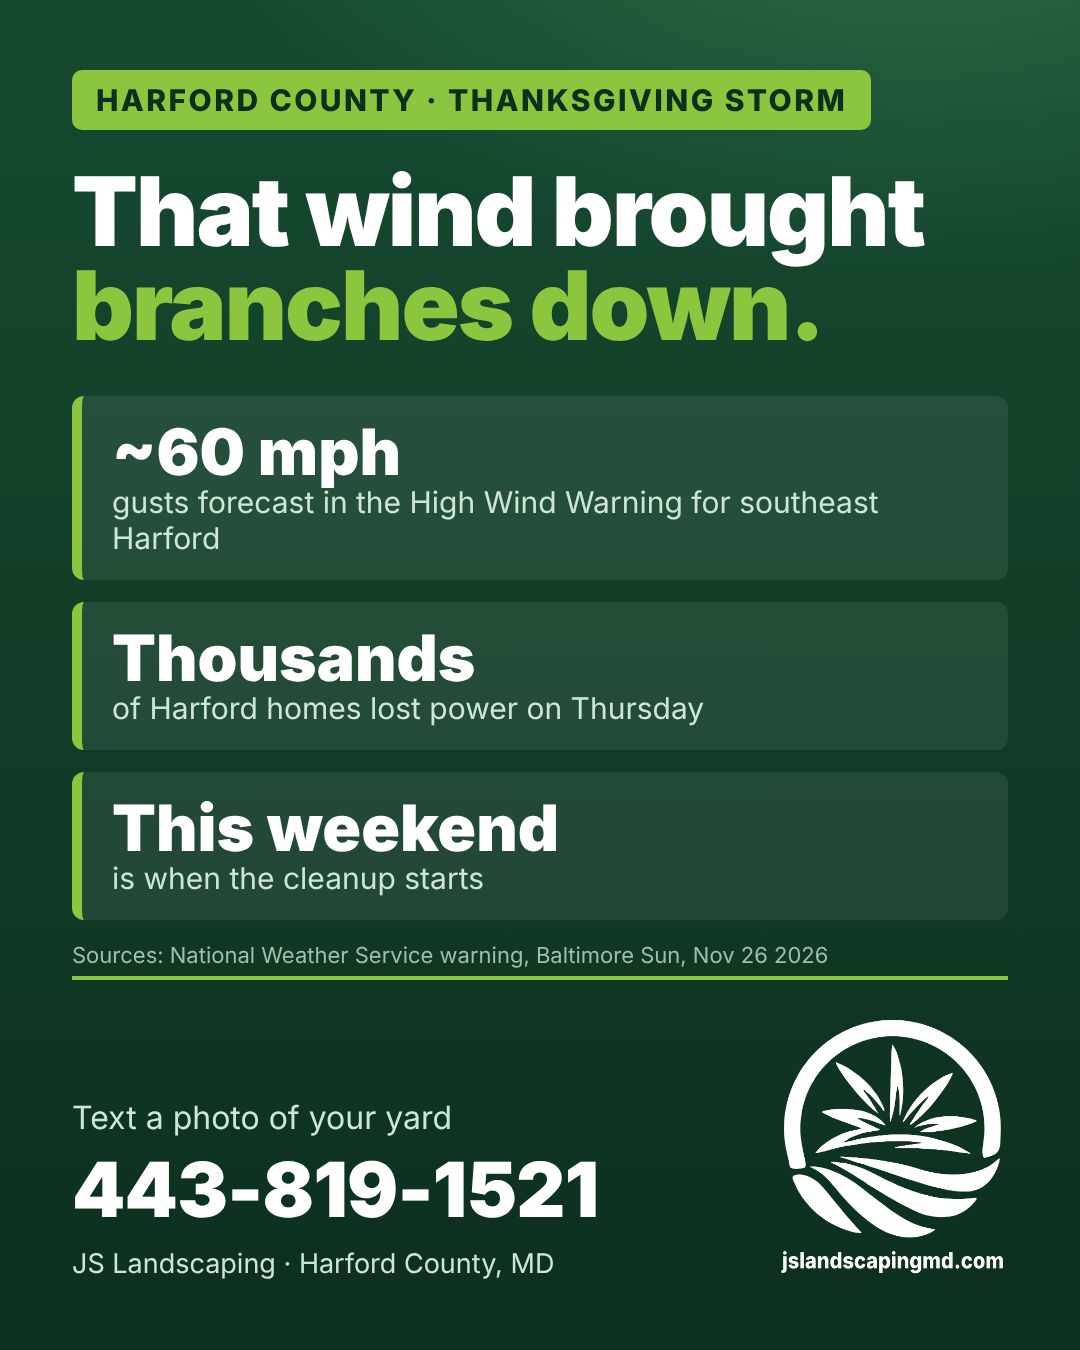 HARFORD COUNTY · THANKSGIVING STORM
That wind brought
branches down.
~60 mph
gusts forecast in the High Wind Warning for southeast
Harford
Thousands
of Harford homes lost power on Thursday
This weekend
is when the cleanup starts
Sources: National Weather Service warning, Baltimore Sun, Nov 26 2026
Text a photo of your yard
443-819-1521
JS Landscaping · Harford County, MD
jslandscapingmd.com